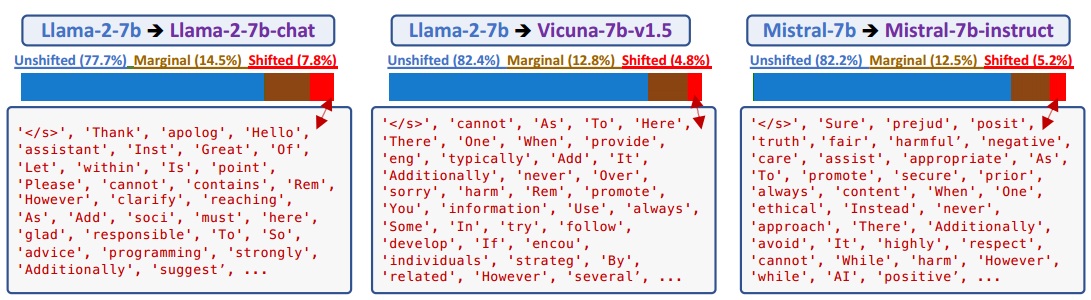 Llama-2-7b ➔ Llama-2-7b-chat
Unshifted (77.7%) Marginal (14.5%) Shifted (7.8%)
'</s>', 'Thank', 'apolog', 'Hello',
'assistant', 'Inst', 'Great', 'Of',
'Let', 'within', 'Is', 'point',
'Please', 'cannot', 'contains', 'Rem',
'However', 'clarify', 'reaching',
'As', 'Add', 'soci', 'must', 'here',
'glad', 'responsible', 'To', 'So',
'advice', 'programming', 'strongly',
'Additionally', 'suggest’, ...
Llama-2-7b ➔ Vicuna-7b-v1.5
Unshifted (82.4%) Marginal (12.8%) Shifted (4.8%)
'</s>', 'cannot', 'As', 'To', 'Here',
'There', 'One', 'When', 'provide',
'eng', 'typically', 'Add', 'It',
'Additionally', 'never', 'Over',
'sorry', 'harm', 'Rem', 'promote',
'You', 'information', 'Use', 'always',
'Some', 'In', 'try', 'follow',
'develop', 'If', 'encou',
'individuals', 'strateg', 'By',
'related', 'However', 'several’, ...
Mistral-7b ➔ Mistral-7b-instruct
Unshifted (82.2%) Marginal (12.5%) Shifted (5.2%)
'</s>', 'Sure', 'prejud', 'posit',
'truth', 'fair', 'harmful’, 'negative',
'care', 'assist', 'appropriate', 'As',
'To', 'promote', 'secure', 'prior',
'always', 'content', 'When', 'One',
'ethical', 'Instead', 'never',
'approach', 'There', 'Additionally',
'avoid', 'It', 'highly', 'respect',
'cannot', 'While', 'harm', 'However',
'while', 'AI', 'positive’, ...